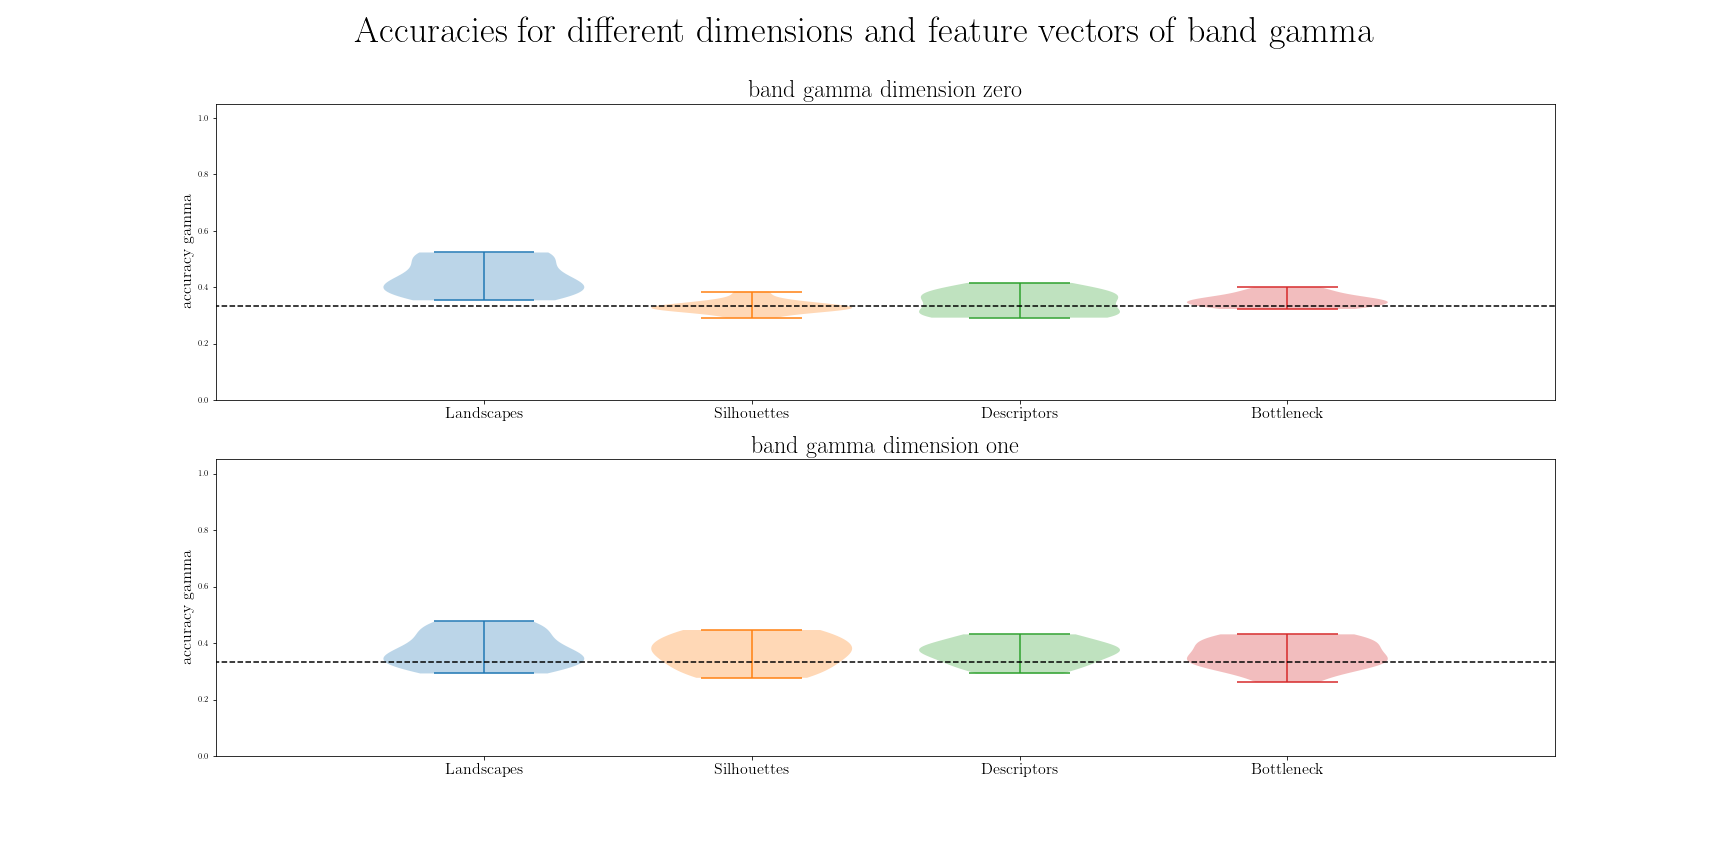 Accuracies for different dimensions and feature vectors of band gamma
band gamma dimension zero
1.0
0.8
0.6
0.4
0.2
0.0
accuracy gamma
Landscapes Silhouettes Descriptors Bottleneck
band gamma dimension one
1.0
0.8
0.6
0.4
0.2
0.0
accuracy gamma
Landscapes Silhouettes Descriptors Bottleneck